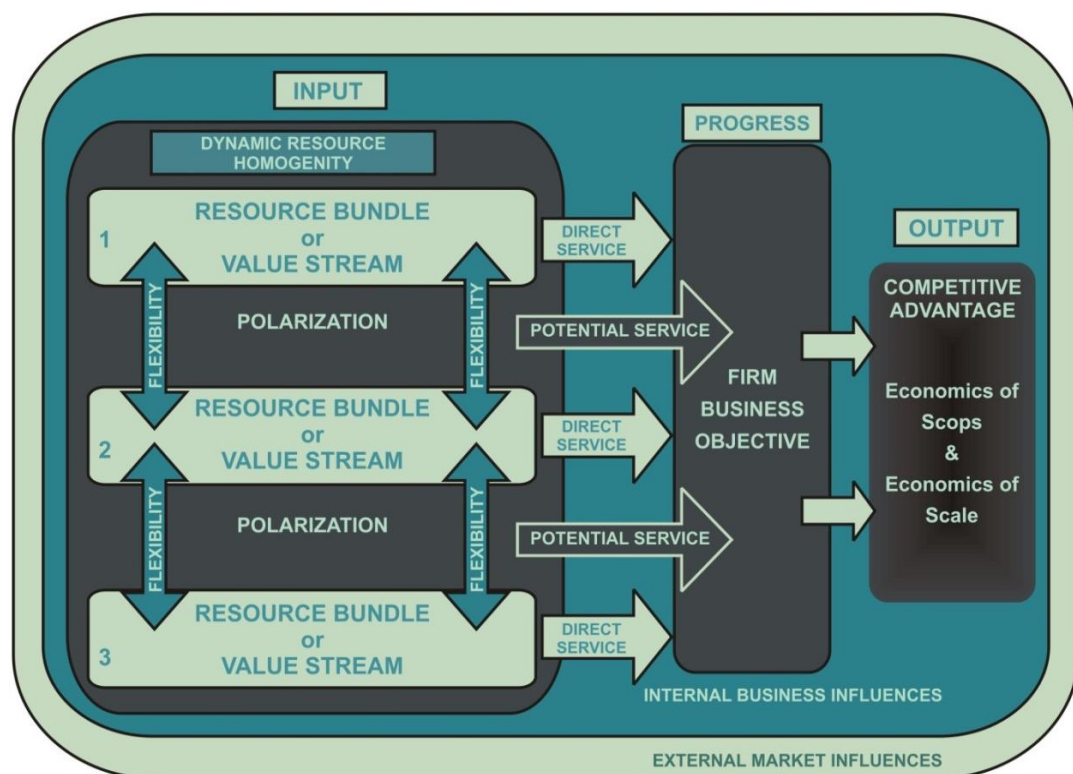 INPUT
DYNAMIC RESOURCE
HOMOGENITY
1
RESOURCE BUNDLE
or
VALUE STREAM
FLEXIBILITY
POLARIZATION
FLEXIBILITY
2
RESOURCE BUNDLE
or
VALUE STREAM
FLEXIBILITY
POLARIZATION
FLEXIBILITY
3
RESOURCE BUNDLE
or
VALUE STREAM
DIRECT
SERVICE
POTENTIAL SERVICE
DIRECT
SERVICE
POTENTIAL SERVICE
DIRECT
SERVICE
PROGRESS
FIRM
BUSINESS
OBJECTIVE
OUTPUT
COMPETITIVE
ADVANTAGE
Economics of
Scops
&
Economics of
Scale
INTERNAL BUSINESS INFLUENCES
EXTERNAL MARKET INFLUENCES